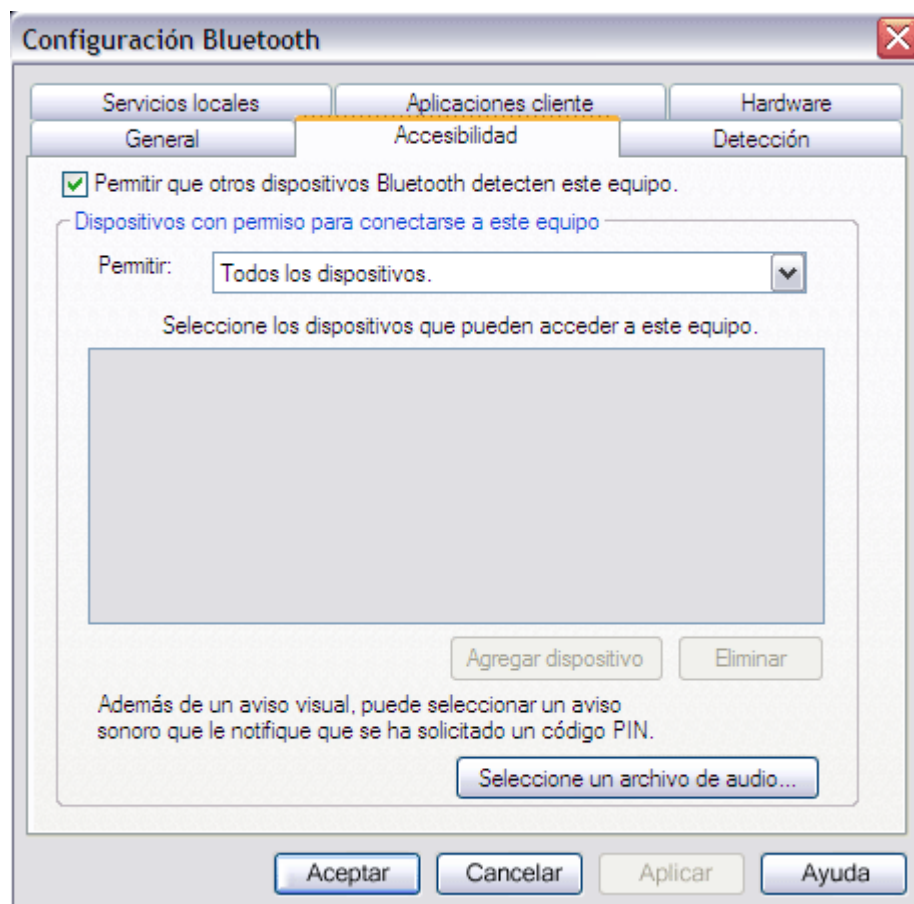 Configuración Bluetooth
Servicios locales
Aplicaciones cliente
Hardware
General
Accesibilidad
Detección
Permitir que otros dispositivos Bluetooth detecten este equipo.
Dispositivos con permiso para conectarse a este equipo
Permitir:
Todos los dispositivos.
Seleccione los dispositivos que pueden acceder a este equipo.
Agregar dispositivo
Eliminar
Además de un aviso visual, puede seleccionar un aviso
sonoro que le notifique que se ha solicitado un código PIN.
Seleccione un archivo de audio...
Aceptar
Cancelar
Aplicar
Ayuda